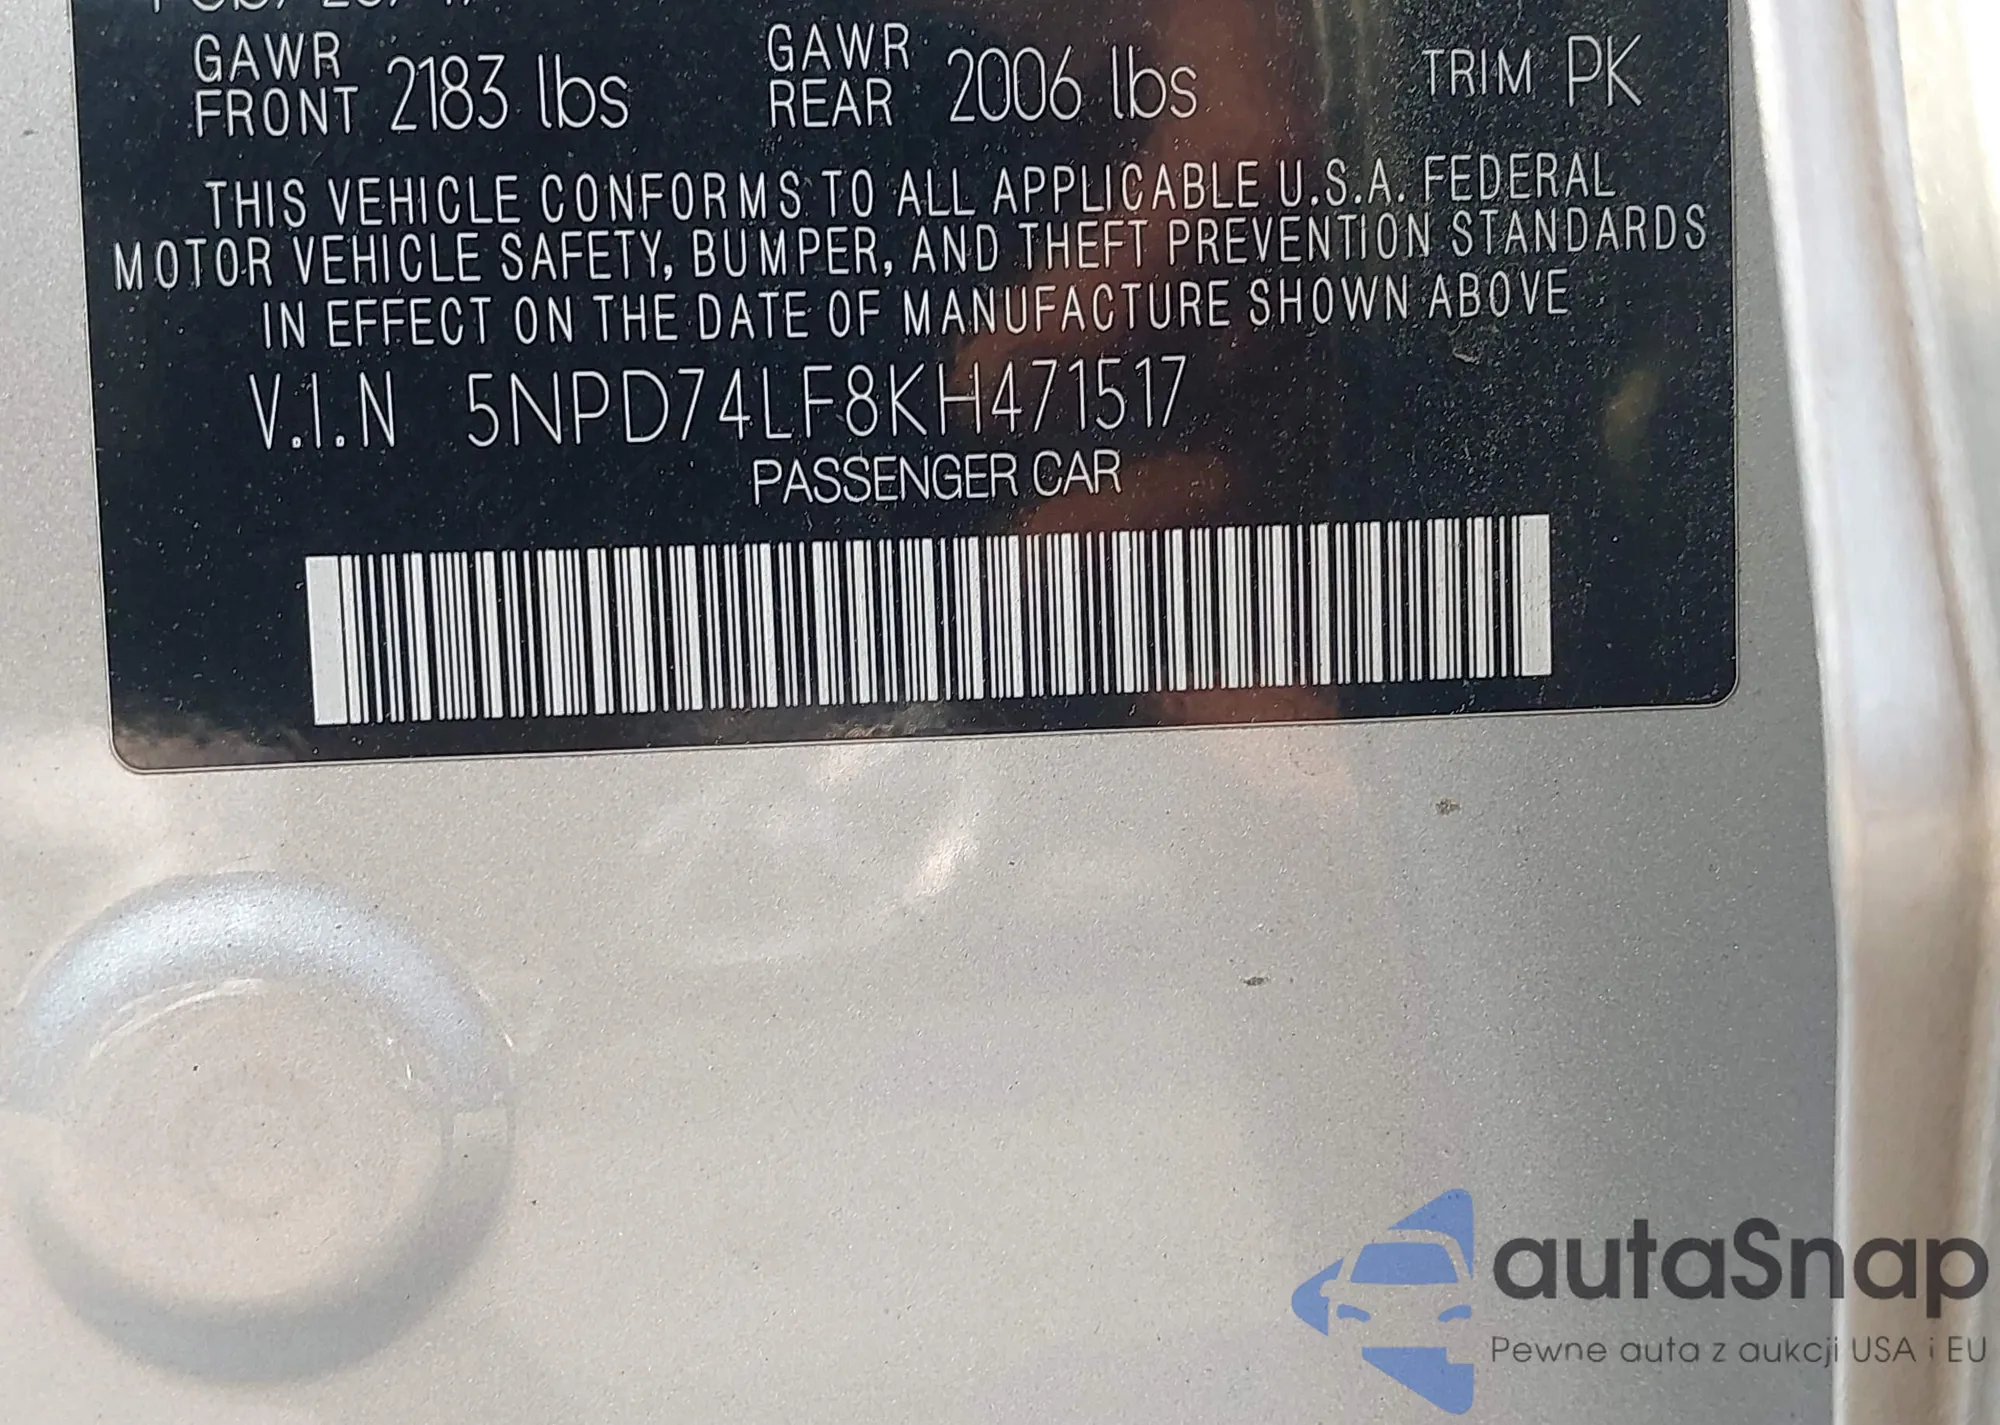 GAWR FRONT 2183 lbs GAWR REAR 2006 lbs TRIM PK
THIS VEHICLE CONFORMS TO ALL APPLICABLE U.S.A. FEDERAL
MOTOR VEHICLE SAFETY, BUMPER, AND THEFT PREVENTION STANDARDS
IN EFFECT ON THE DATE OF MANUFACTURE SHOWN ABOVE
V.I.N 5NPD74LF8KH471517
PASSENGER CAR
autaSnap
Pewne auta z aukcji USA i EU